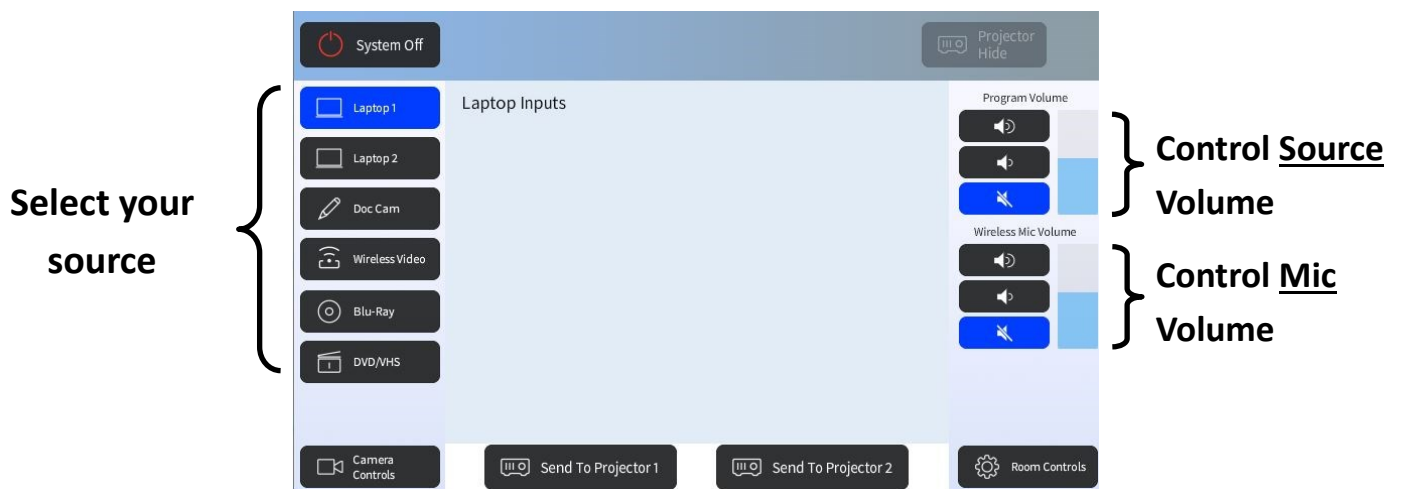 System Off
Projector
Hide
Select your
source
Laptop 1
Laptop 2
Doc Cam
Wireless Video
Blu-Ray
DVD/VHS
Camera
Controls
Laptop Inputs
Send To Projector 1
Send To Projector 2
Program Volume
Wireless Mic Volume
Room Controls
Control Source
Volume
Control Mic
Volume